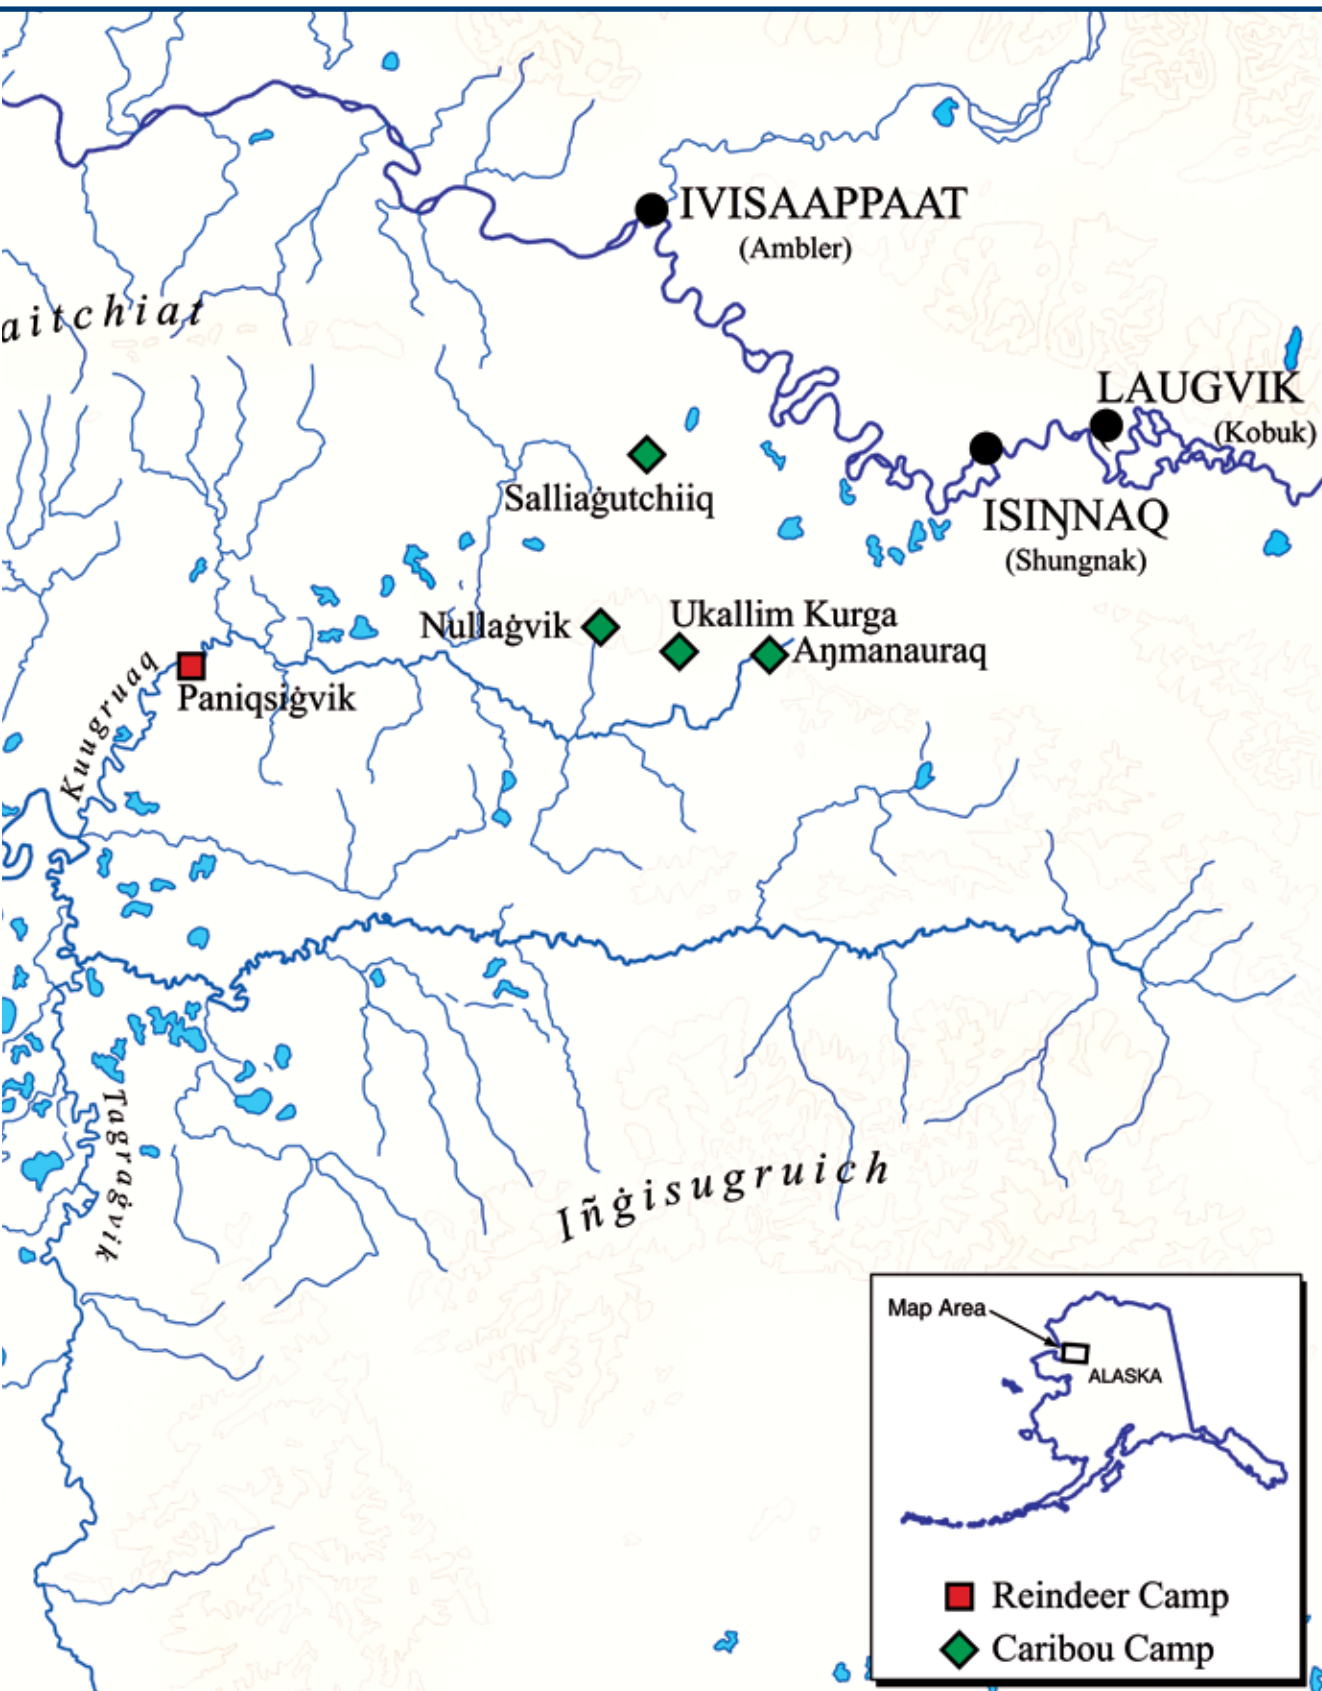 IVISAAPPAAT
(Ambler)
aitchiat
LAUGVIK
(Kobuk)
Salliaġutchiiq
ISIŊNAQ
(Shungnak)
Ukallim Kurga
Nullaġvik
Aŋmanauraq
Kuugruaq
Paniqsiġvik
Tagraġvik
Iñġisugruich
Map Area
ALASKA
Reindeer Camp
Caribou Camp